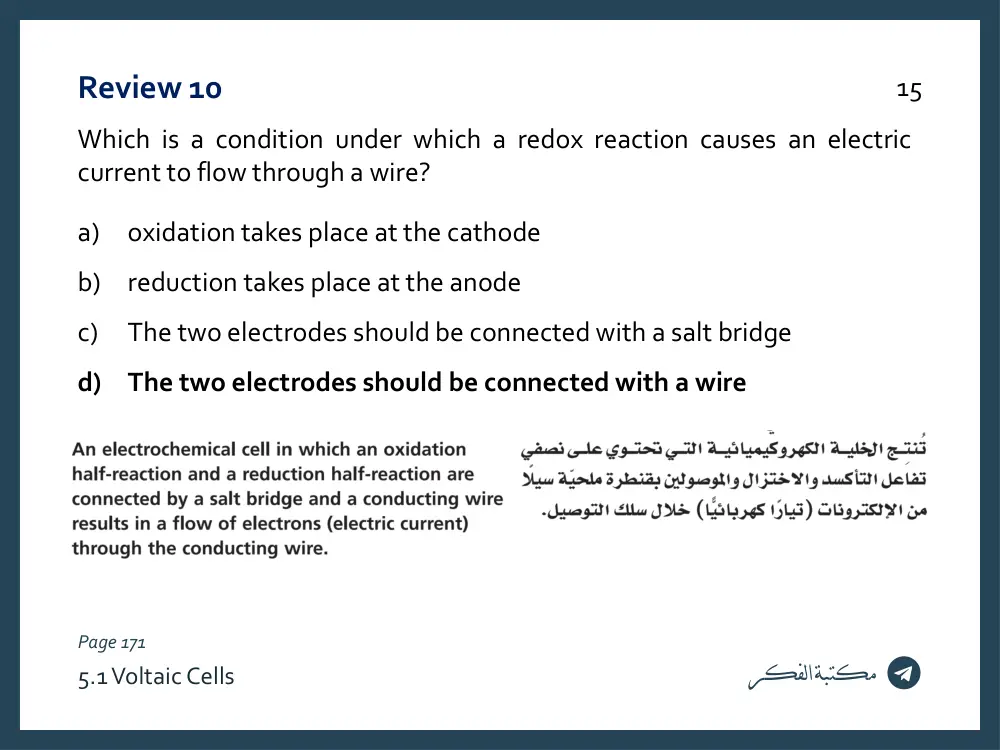 Review 10
15
Which is a condition under which a redox reaction causes an electric
current to flow through a wire?
a) oxidation takes place at the cathode
b) reduction takes place at the anode
c) The two electrodes should be connected with a salt bridge
d) The two electrodes should be connected with a wire
An electrochemical cell in which an oxidation
half-reaction and a reduction half-reaction are
connected by a salt bridge and a conducting wire
results in a flow of electrons (electric current)
through the conducting wire.
تُنتِج الخلية الكهروكيميائية التي تحتوي على نصفي
تفاعل التأكسد والاختزال والموصولين بقنطرة ملحيّة سيلًا
من الإلكترونات (تيارًا كهربائيًّا) خلال سلك التوصيل.
Page 171
5.1 Voltaic Cells
مكتبة الفكر